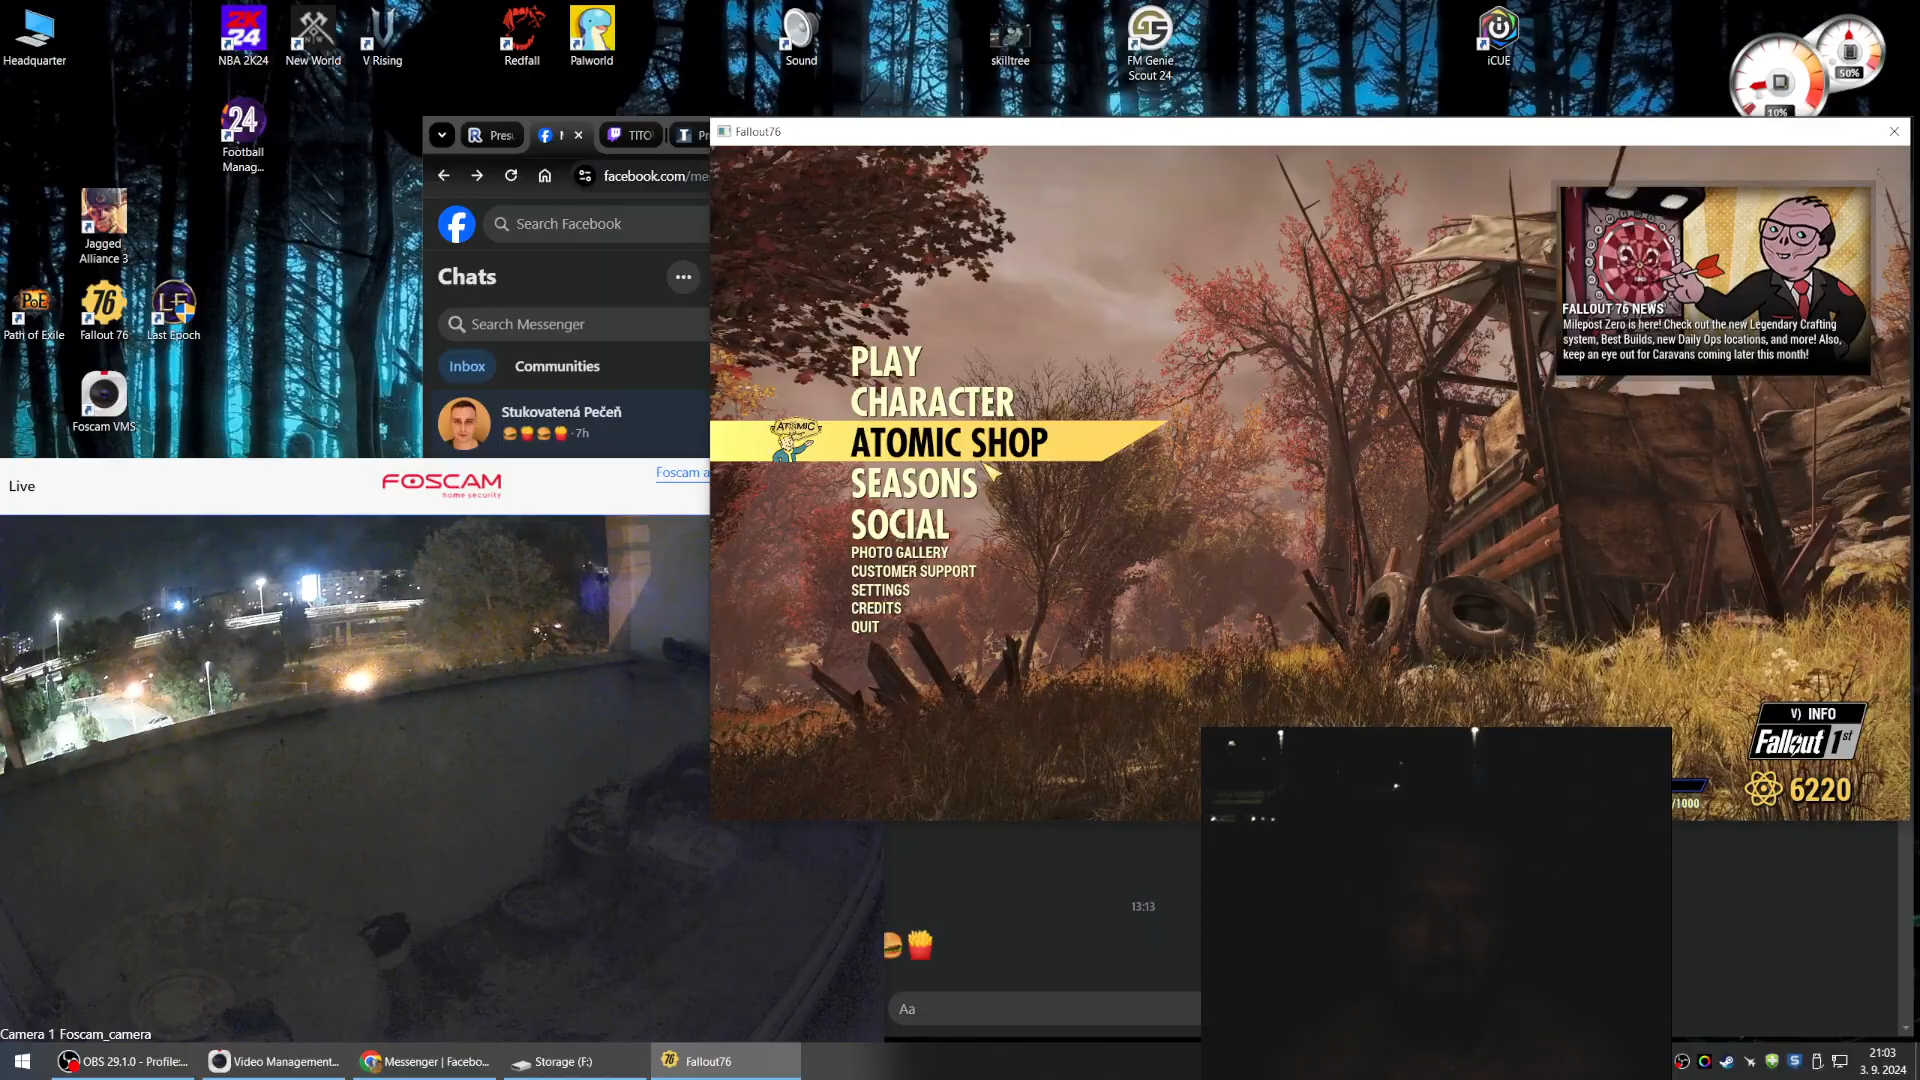 Headquarter
NBA 2K24
New World
V Rising
Redfall
Palworld
Sound
skilltree
FM Genie
Scout 24
iCUE
50%
10%
24
Football
Manag...
Jagged
Alliance 3
Path of Exile
Fallout 76
Last Epoch
Foscam VMS
TITO
facebook.com/me
Search Facebook
Chats
Search Messenger
Inbox
Communities
Stukovatená Pečeň
🍔🍟🍔🍟 · 7h
Fallout76
PLAY
CHARACTER
ATOMIC SHOP
SEASONS
SOCIAL
PHOTO GALLERY
CUSTOMER SUPPORT
SETTINGS
CREDITS
QUIT
FALLOUT 76 NEWS
Milepost Zero is here! Check out the new Legendary Crafting
system, Best Builds, new Daily Ops locations, and more! Also,
keep an eye out for Caravans coming later this month!
V) INFO
Fallout 1st
/1000
6220
Live
FOSCAM
home security
Foscam a
13:13
Aa
Camera 1 Foscam_camera
OBS 29.1.0 - Profile:...
Video Management...
Messenger | Facebo...
Storage (F:)
Fallout76
21:03
3. 9. 2024